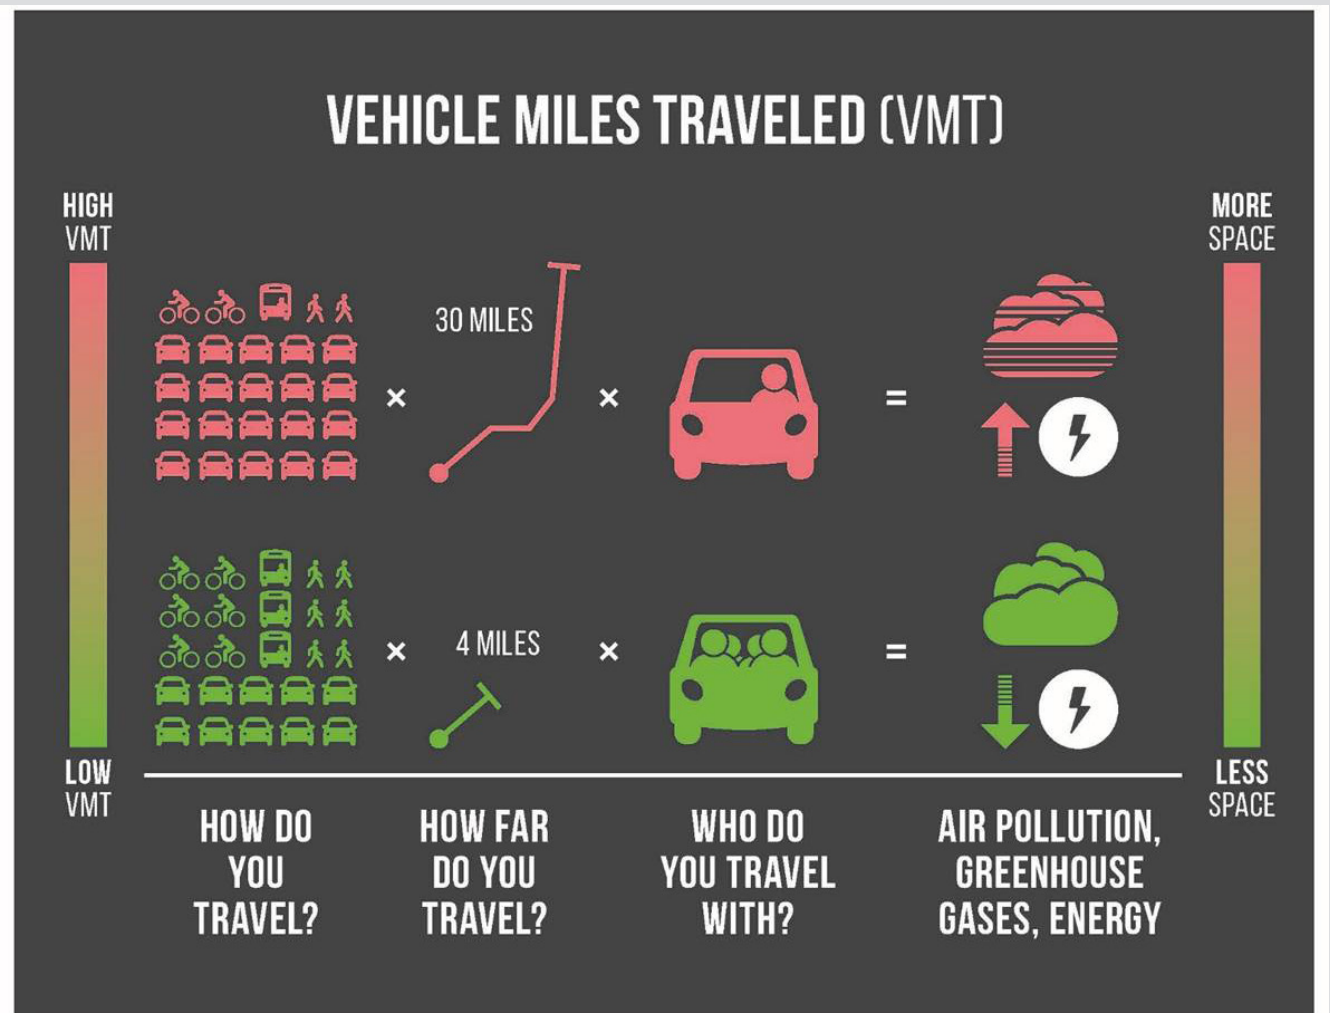 VEHICLE MILES TRAVELED (VMT)
HIGH
VMT
MORE
SPACE
30 MILES
×
×
=
4 MILES
×
×
=
LOW
VMT
LESS
SPACE
HOW DO
YOU
TRAVEL?
HOW FAR
DO YOU
TRAVEL?
WHO DO
YOU TRAVEL
WITH?
AIR POLLUTION,
GREENHOUSE
GASES, ENERGY